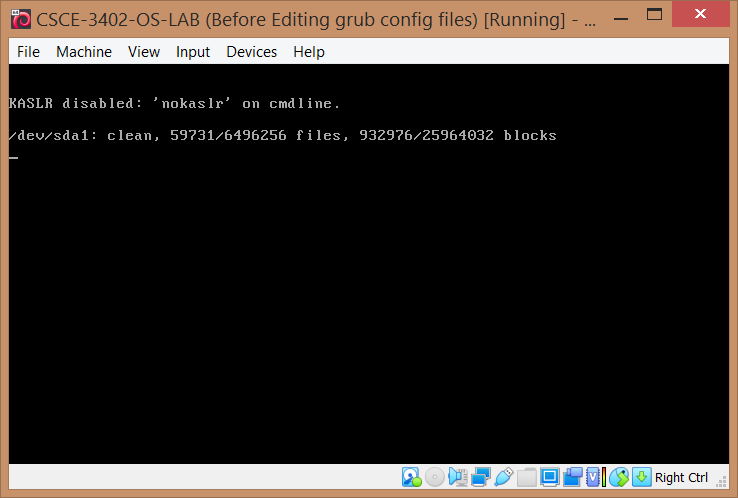 CSCE-3402-OS-LAB (Before Editing grub config files) [Running] - ...
File Machine View Input Devices Help
KASLR disabled: 'nokaslr' on cmdline.
/dev/sda1: clean, 59731/6496256 files, 932976/25964032 blocks
Right Ctrl